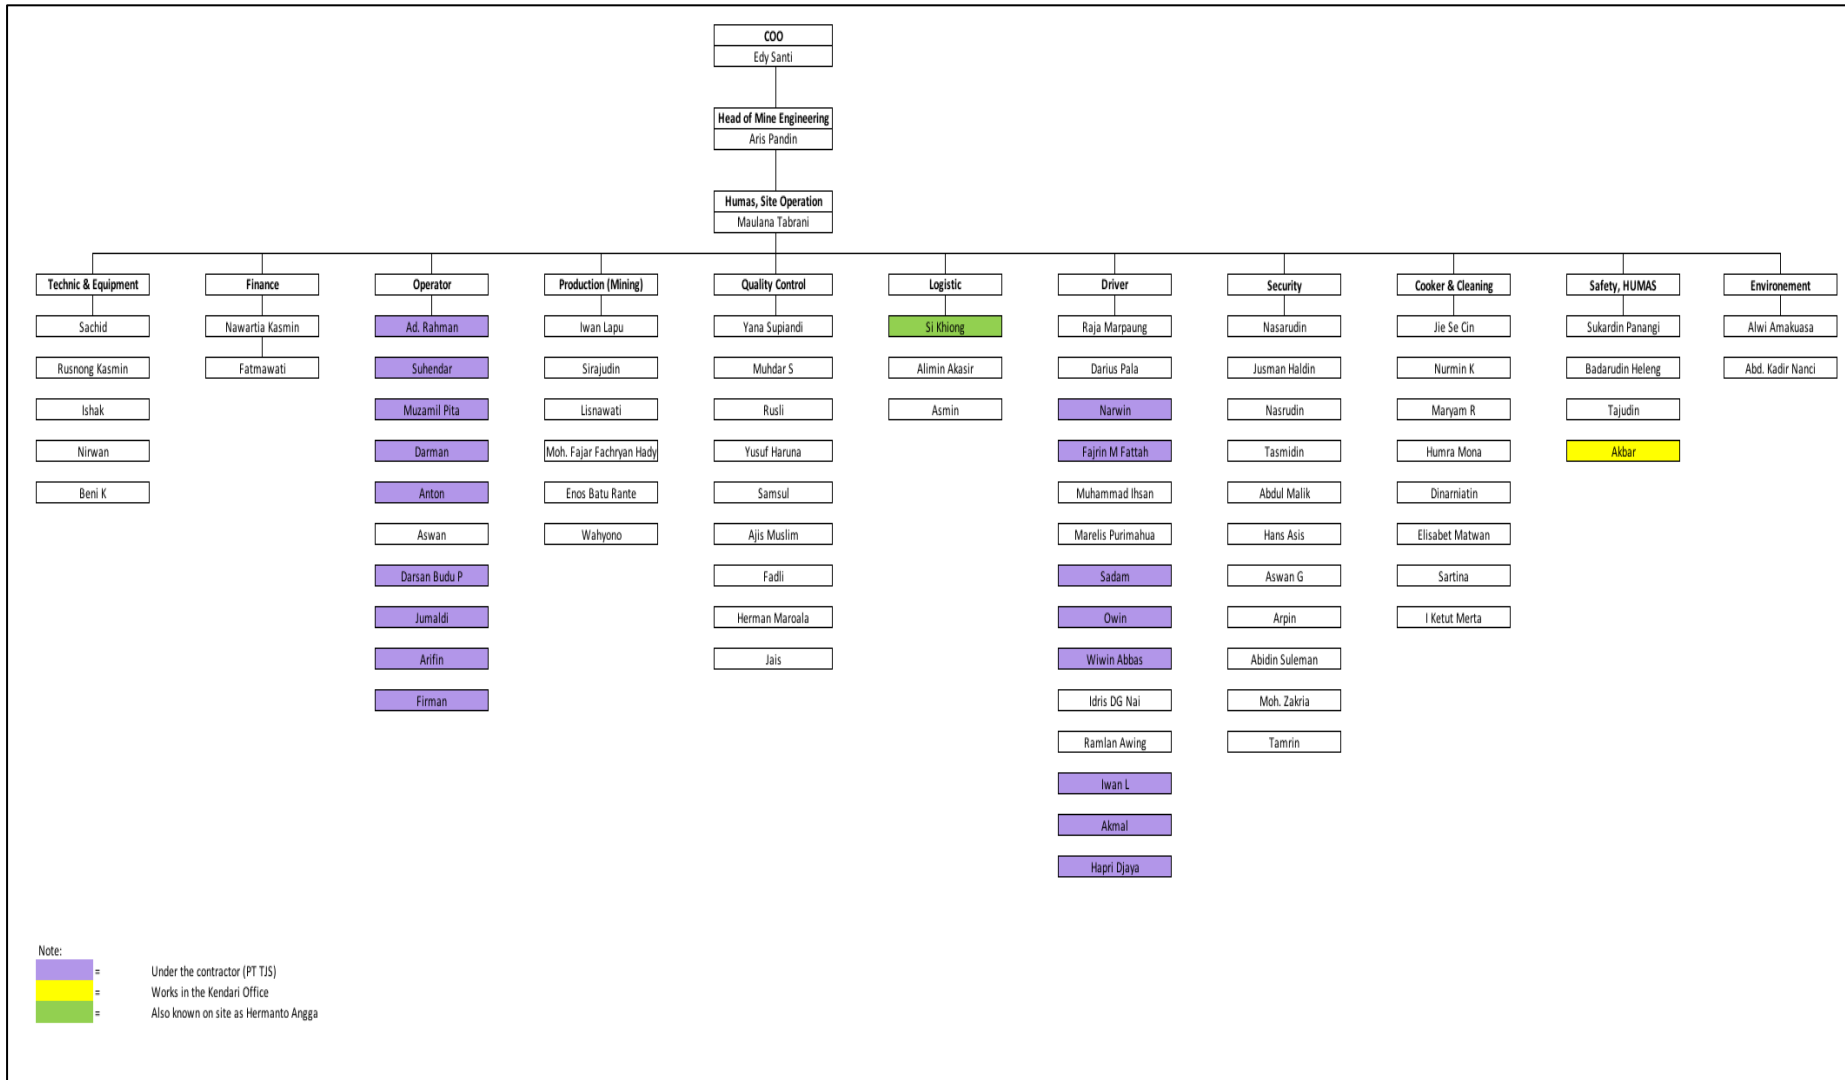 COO
Edy Santi
Head of Mine Engineering
Aris Pandin
Humas, Site Operation
Maulana Tabrani
Technic & Equipment
Sachid
Rusnong Kasmin
Ishak
Nirwan
Beni K
Finance
Nawartia Kasmin
Fatmawati
Operator
Ad. Rahman
Suhendar
Muzamil Pita
Darman
Anton
Aswan
Darsan Budu P
Jumaldi
Arifin
Firman
Production (Mining)
Iwan Lapu
Sirajudin
Lisnawati
Moh. Fajar Fachryan Hady
Enos Batu Rante
Wahyono
Quality Control
Yana Supiandi
Muhdar S
Rusli
Yusuf Haruna
Samsul
Ajis Muslim
Fadli
Herman Maroala
Jais
Logistic
Si Khiong
Alimin Akasir
Asmin
Driver
Raja Marpaung
Darius Pala
Narwin
Fajrin M Fattah
Muhammad Ihsan
Marelis Purimahua
Sadam
Owin
Wiwin Abbas
Idris DG Nai
Ramlan Awing
Iwan L
Akmal
Hapri Djaya
Security
Nasarudin
Jusman Haldin
Nasrudin
Tasmidin
Abdul Malik
Hans Asis
Aswan G
Arpin
Abidin Suleman
Moh. Zakria
Tamrin
Cooker & Cleaning
Jie Se Cin
Nurmin K
Maryam R
Humra Mona
Dinarniatin
Elisabet Matwan
Sartina
I Ketut Merta
Safety, HUMAS
Sukardin Panangi
Badarudin Heleng
Tajudin
Akbar
Environement
Alwi Amakuasa
Abd. Kadir Nanci
Note:
= Under the contractor (PT TJS)
= Works in the Kendari Office
= Also known on site as Hermanto Angga